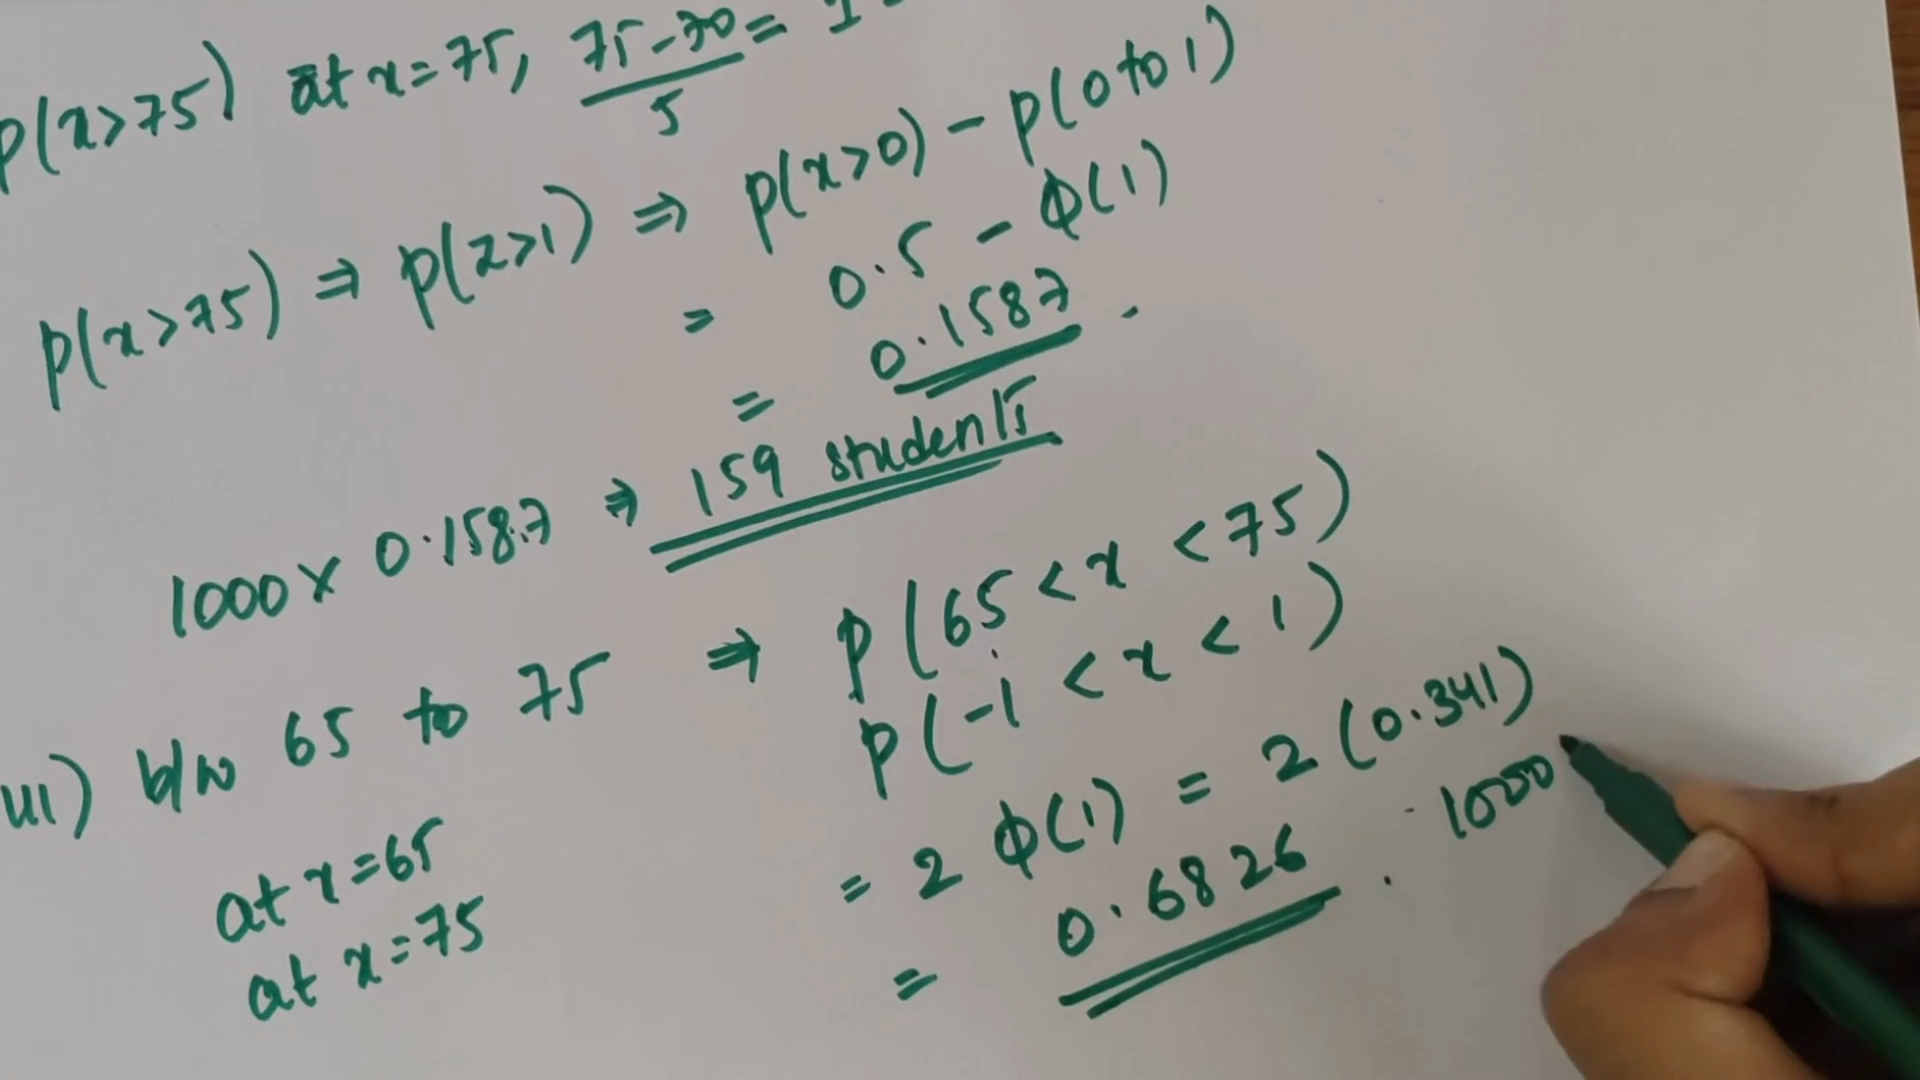 P(x>75) at x=75, 75-70/5 = 1
P(x>75) ⇒ P(z>1) ⇒ P(x>0) - P(0 to 1)
= 0.5 - φ(1)
= 0.1587
1000 x 0.1587 ⇒ 159 students
iii) b/w 65 to 75 ⇒ P(65<x<75)
P(-1<x<1)
at x=65
at x=75
= 2 φ(1) = 2(0.341)
= 0.6826 . 1000